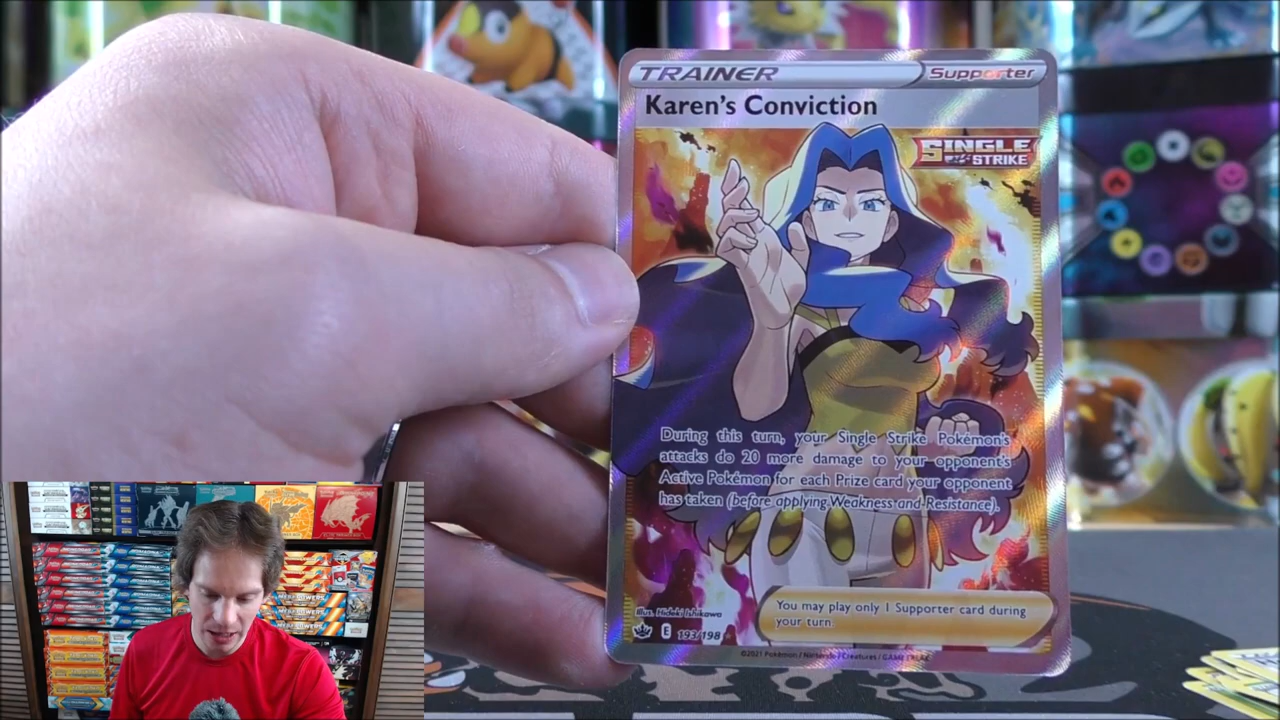 TRAINER
Supporter
Karen's Conviction
SINGLE
STRIKE
During this turn, your Single Strike Pokémon's
attacks do 20 more damage to your opponent's
Active Pokémon for each Prize card your opponent
has taken (before applying Weakness and Resistance).
You may play only 1 Supporter card during
your turn.
Illus. Hideki Ishikawa
E 193/198
©2021 Pokémon / Nintendo / Creatures / GAME FREAK